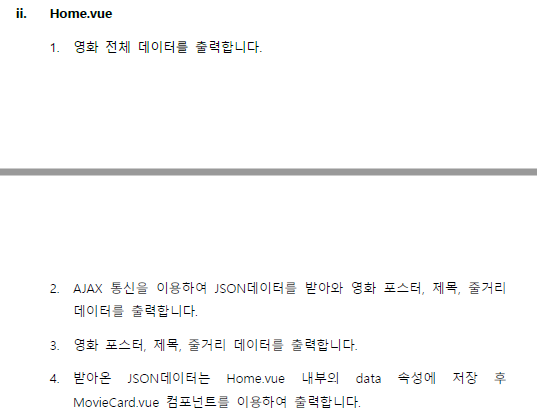 ii. Home.vue
1. 영화 전체 데이터를 출력합니다.
2. AJAX 통신을 이용하여 JSON데이터를 받아와 영화 포스터, 제목, 줄거리
데이터를 출력합니다.
3. 영화 포스터, 제목, 줄거리 데이터를 출력합니다.
4. 받아온 JSON데이터는 Home.vue 내부의 data 속성에 저장 후
MovieCard.vue 컴포넌트를 이용하여 출력합니다.